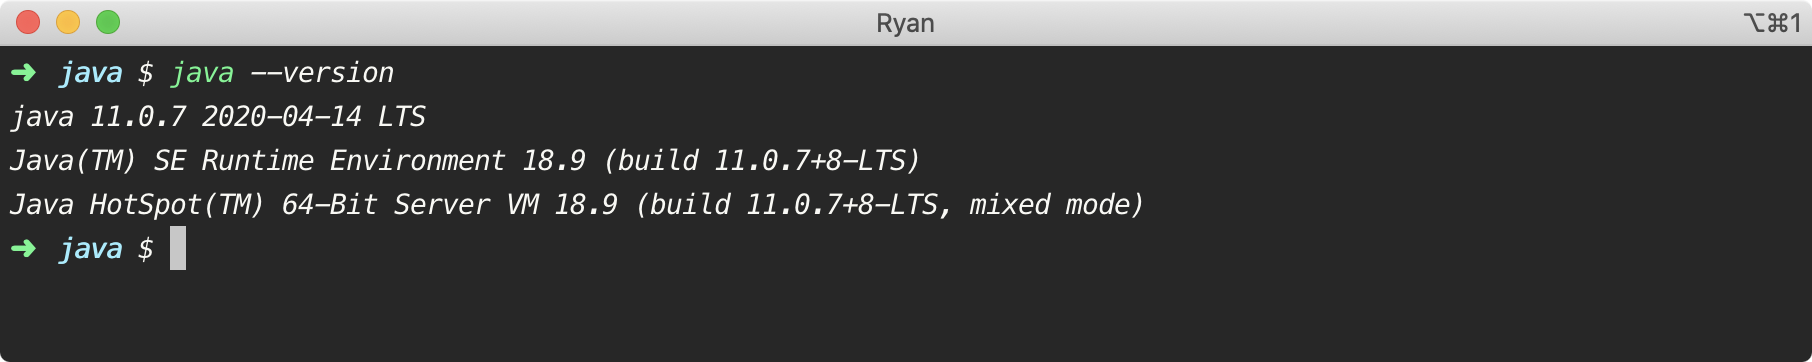 Ryan
⌥⌘1
➜ java $ java --version
java 11.0.7 2020-04-14 LTS
Java(TM) SE Runtime Environment 18.9 (build 11.0.7+8-LTS)
Java HotSpot(TM) 64-Bit Server VM 18.9 (build 11.0.7+8-LTS, mixed mode)
➜ java $